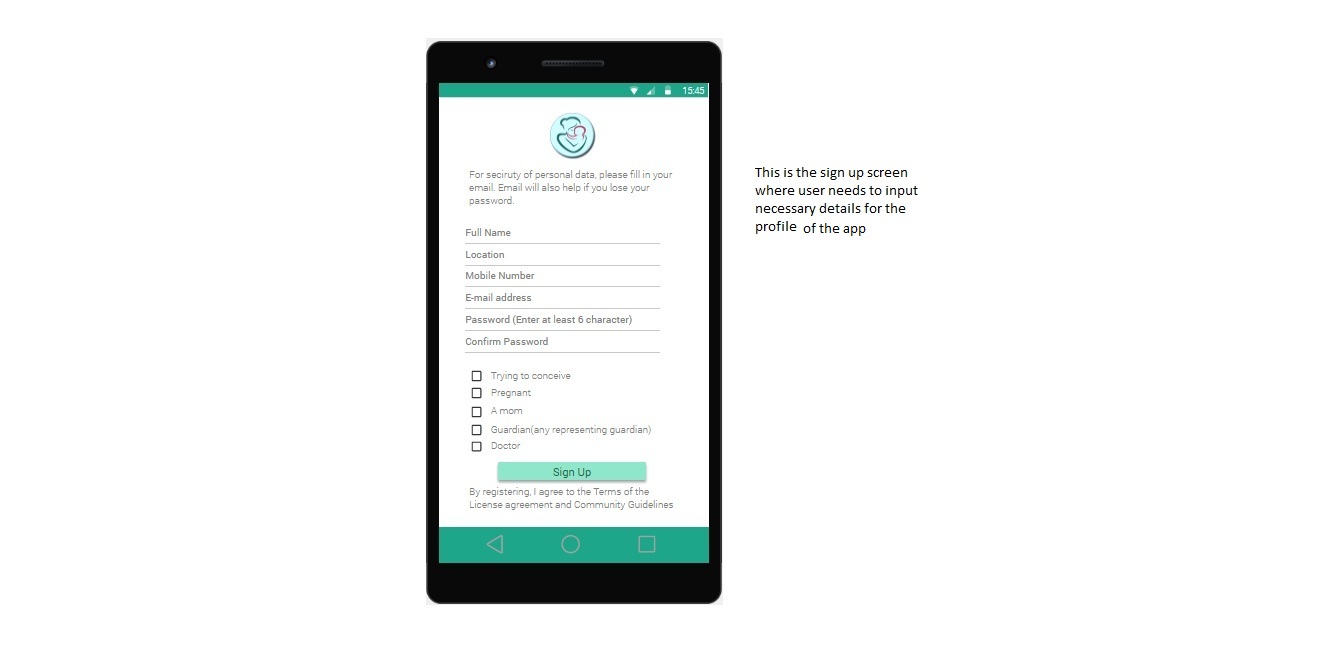 15:45
For seciruty of personal data, please fill in your
email. Email will also help if you lose your
password.
Full Name
Location
Mobile Number
E-mail address
Password (Enter at least 6 character)
Confirm Password
Trying to conceive
Pregnant
A mom
Guardian(any representing guardian)
Doctor
Sign Up
By registering, I agree to the Terms of the
License agreement and Community Guidelines
This is the sign up screen
where user needs to input
necessary details for the
profile of the app